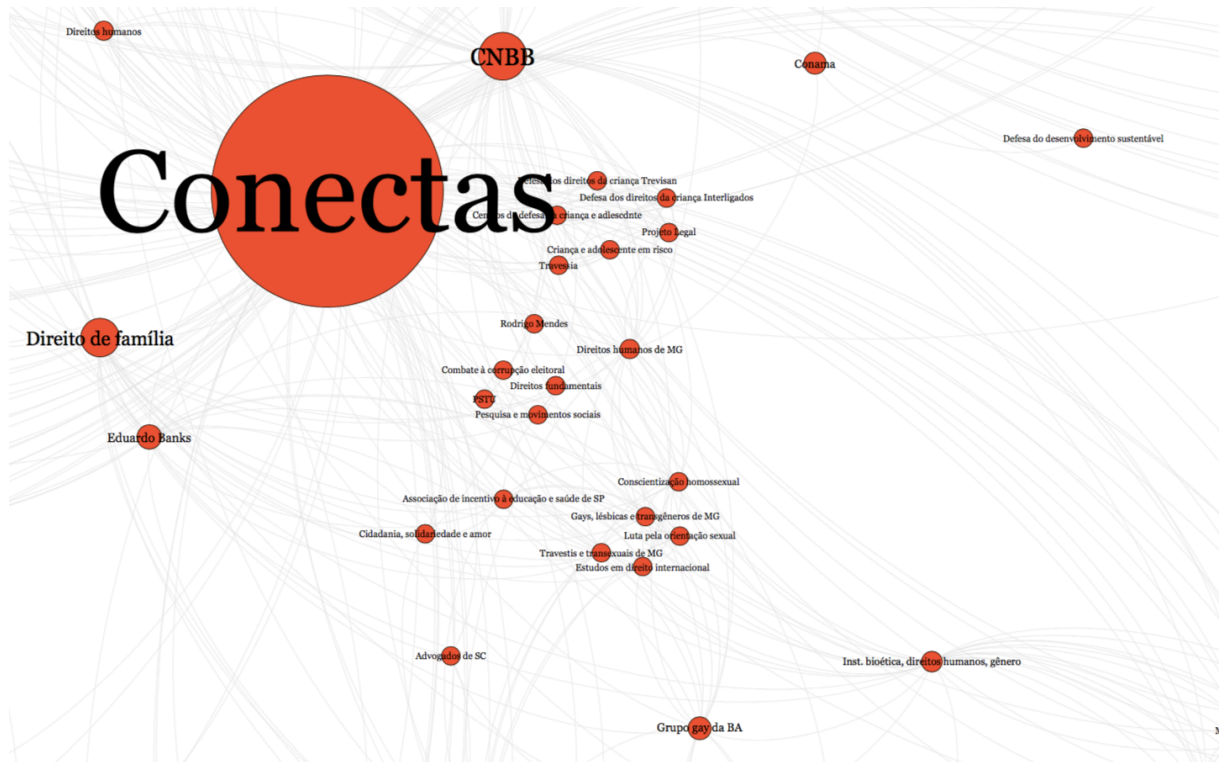 Direitos humanos
CNBB
Conama
Defesa do desenvolvimento sustentável
Conectas
Defesa dos direitos da criança Trevisan
Defesa dos direitos da criança Interligados
Centros de defesa da criança e adlescdnte
Projeto Legal
Criança e adolescente em risco
Travessia
Rodrigo Mendes
Direito de família
Direitos humanos de MG
Combate à corrupção eleitoral
Direitos fundamentais
PSTU
Pesquisa e movimentos sociais
Eduardo Banks
Conscientização homossexual
Associação de incentivo à educação e saúde de SP
Gays, lésbicas e transgêneros de MG
Cidadania, solidariedade e amor
Luta pela orientação sexual
Travestis e transexuais de MG
Estudos em direito internacional
Advogados de SC
Inst. bioética, direitos humanos, gênero
Grupo gay da BA